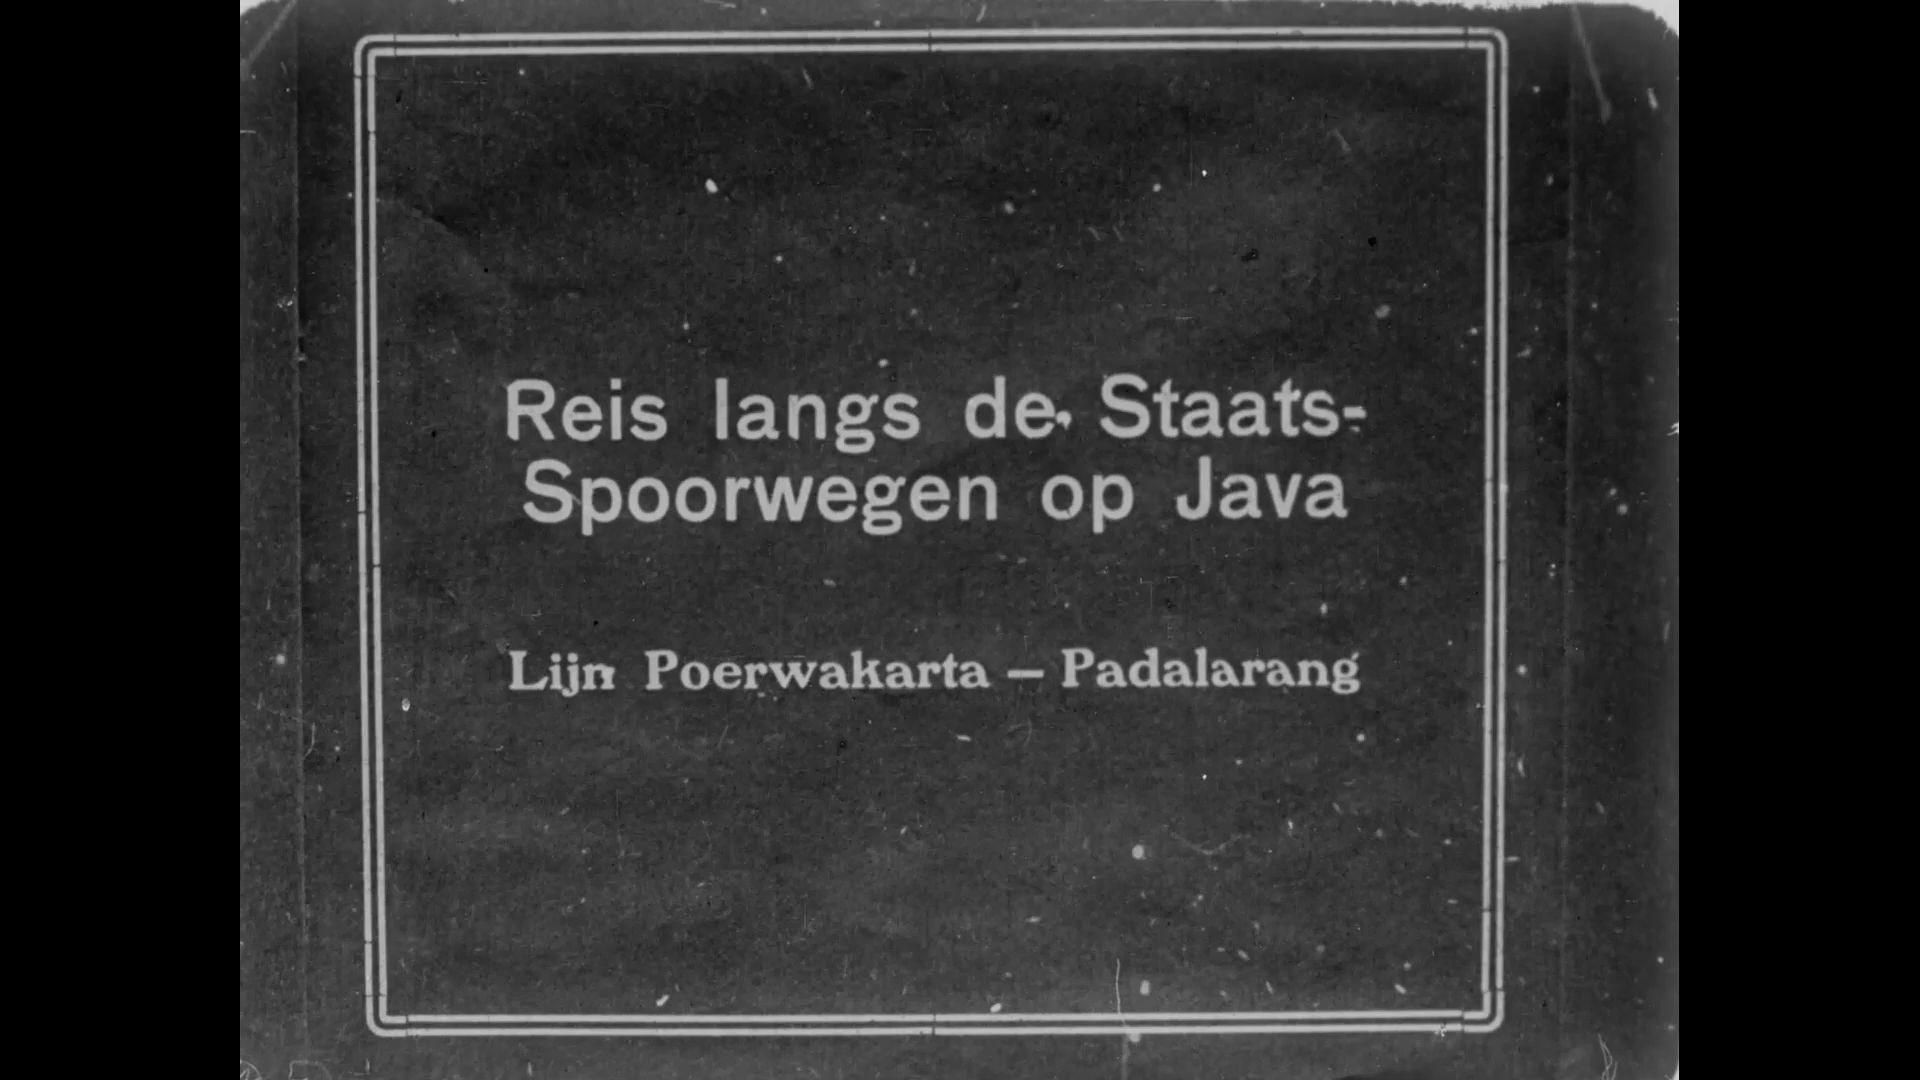 Reis langs de Staats-
Spoorwegen op Java
Lijn Poerwakarta — Padalarang